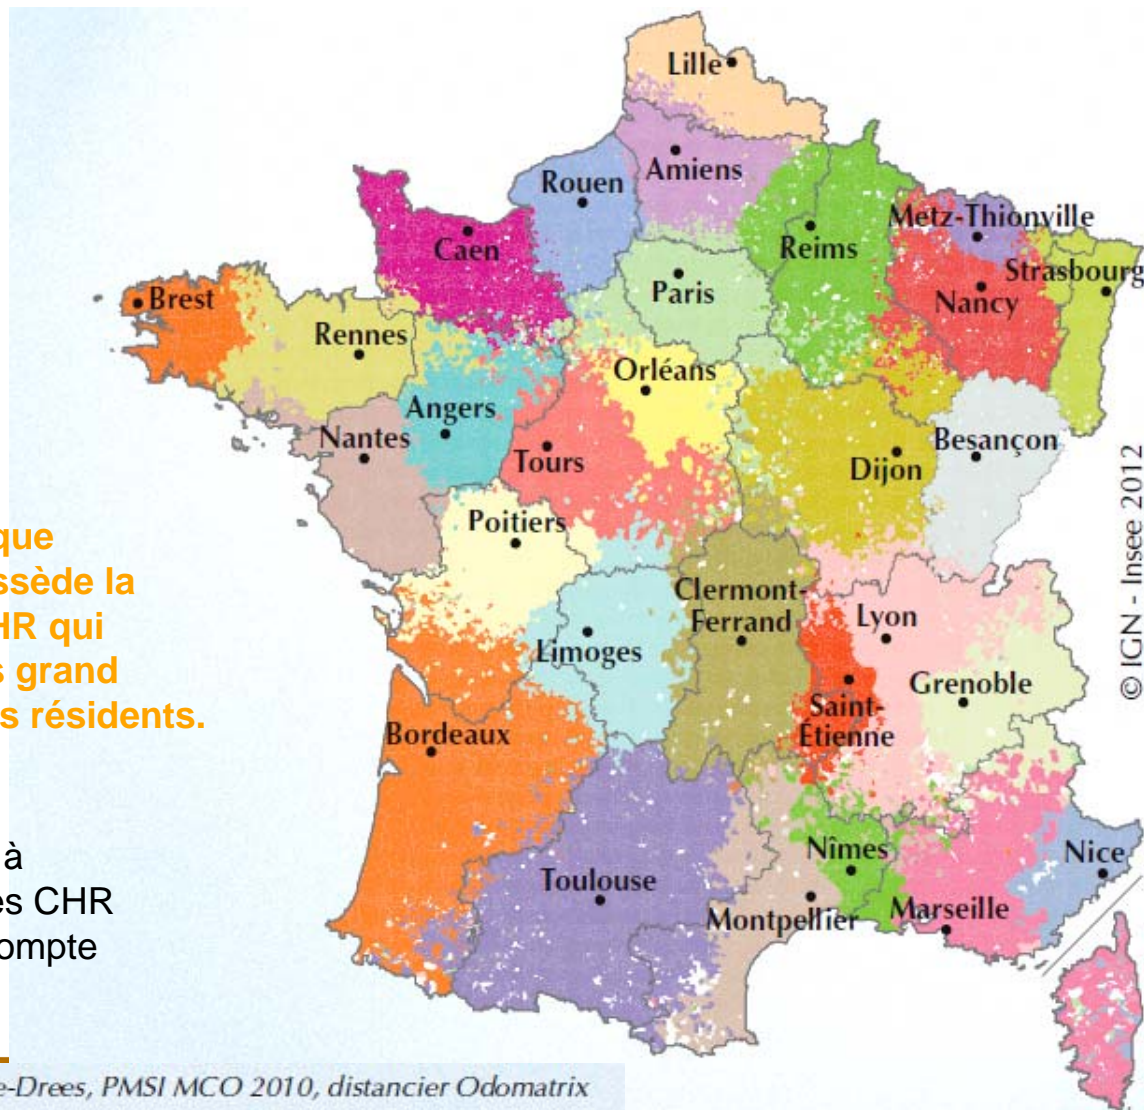 Lille
Amiens
Rouen
Metz-Thionville
Caen
Reims
Strasbourg
Brest
Paris
Nancy
Rennes
Orléans
Angers
Nantes
Tours
Dijon
Besançon
Poitiers
Clermont-
Ferrand
Lyon
Limoges
Grenoble
Saint-
Étienne
Bordeaux
Nîmes
Nice
Toulouse
Montpellier
Marseille
© IGN - Insee 2012
que
ssède la
HR qui
s grand
s résidents.
à
es CHR
ompte
e-Drees, PMSI MCO 2010, distancier Odomatrix